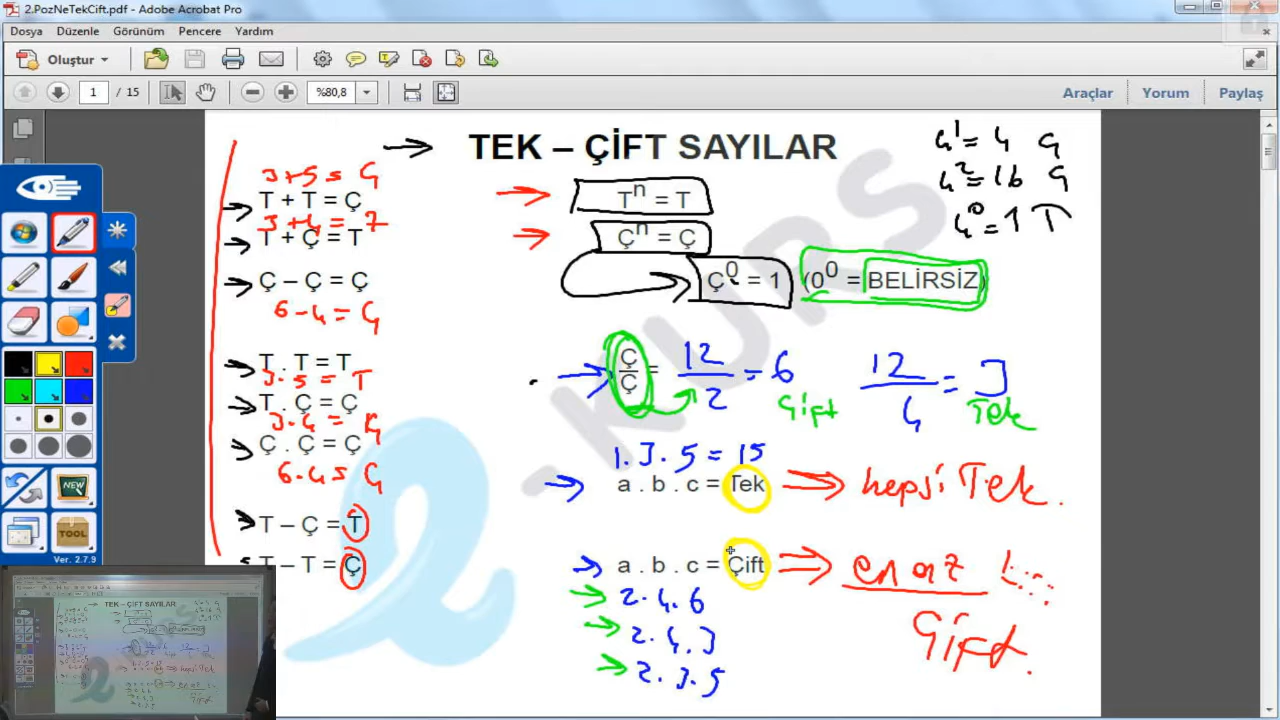 2.PozNeTekCift.pdf - Adobe Acrobat Pro
Dosya Düzenle Görünüm Pencere Yardım
Oluştur
1 / 15 %80,8 Araçlar Yorum Paylaş
TEK – ÇİFT SAYILAR
3+5=Ç
T + T = Ç
3+4=7
T + Ç = T
Ç – Ç = Ç
6-4=Ç
T . T = T
3.5=T
T . Ç = Ç
3.4=Ç
Ç . Ç = Ç
6.4=Ç
T – Ç = T
T – T = Ç
Tⁿ = T
Çⁿ = Ç
Ç⁰ = 1 (0⁰ = BELİRSİZ)
4¹=4 Ç
4²=16 Ç
4⁰=1 T
Ç/Ç = 12/2 = 6 Çift 12/4 = 3 Tek
1.3.5=15
a . b . c = Tek ⇒ hepsi Tek.
a . b . c = Çift ⇒ en az 1
Çift.
2.4.6
2.4.3
2.3.5
e-KURS
NEW
TOOL
Ver. 2.7.9